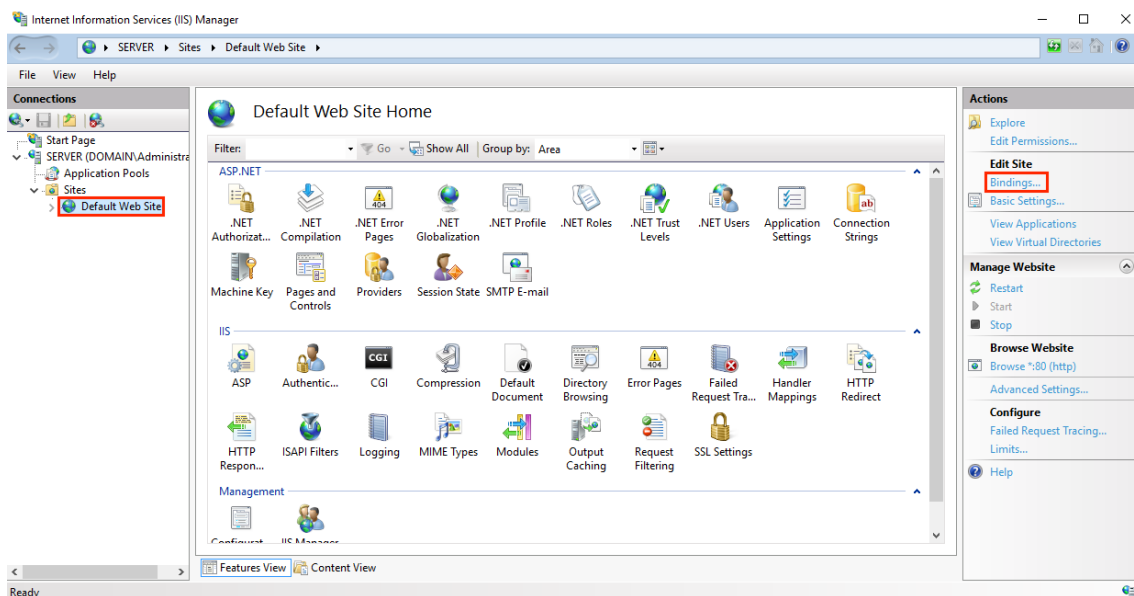 Internet Information Services (IIS) Manager
SERVER Sites Default Web Site
File View Help
Connections
Start Page
SERVER (DOMAIN\Administra
Application Pools
Sites
Default Web Site
Default Web Site Home
Filter: Go Show All Group by: Area
ASP.NET
.NET Authorizat...
.NET Compilation
.NET Error Pages
.NET Globalization
.NET Profile
.NET Roles
.NET Trust Levels
.NET Users
Application Settings
Connection Strings
Machine Key
Pages and Controls
Providers
Session State
SMTP E-mail
IIS
ASP
Authentic...
CGI
Compression
Default Document
Directory Browsing
Error Pages
Failed Request Tra...
Handler Mappings
HTTP Redirect
HTTP Respon...
ISAPI Filters
Logging
MIME Types
Modules
Output Caching
Request Filtering
SSL Settings
Management
Configurat...
IIS Manager
Features View Content View
Ready
Actions
Explore
Edit Permissions...
Edit Site
Bindings...
Basic Settings...
View Applications
View Virtual Directories
Manage Website
Restart
Start
Stop
Browse Website
Browse *:80 (http)
Advanced Settings...
Configure
Failed Request Tracing...
Limits...
Help